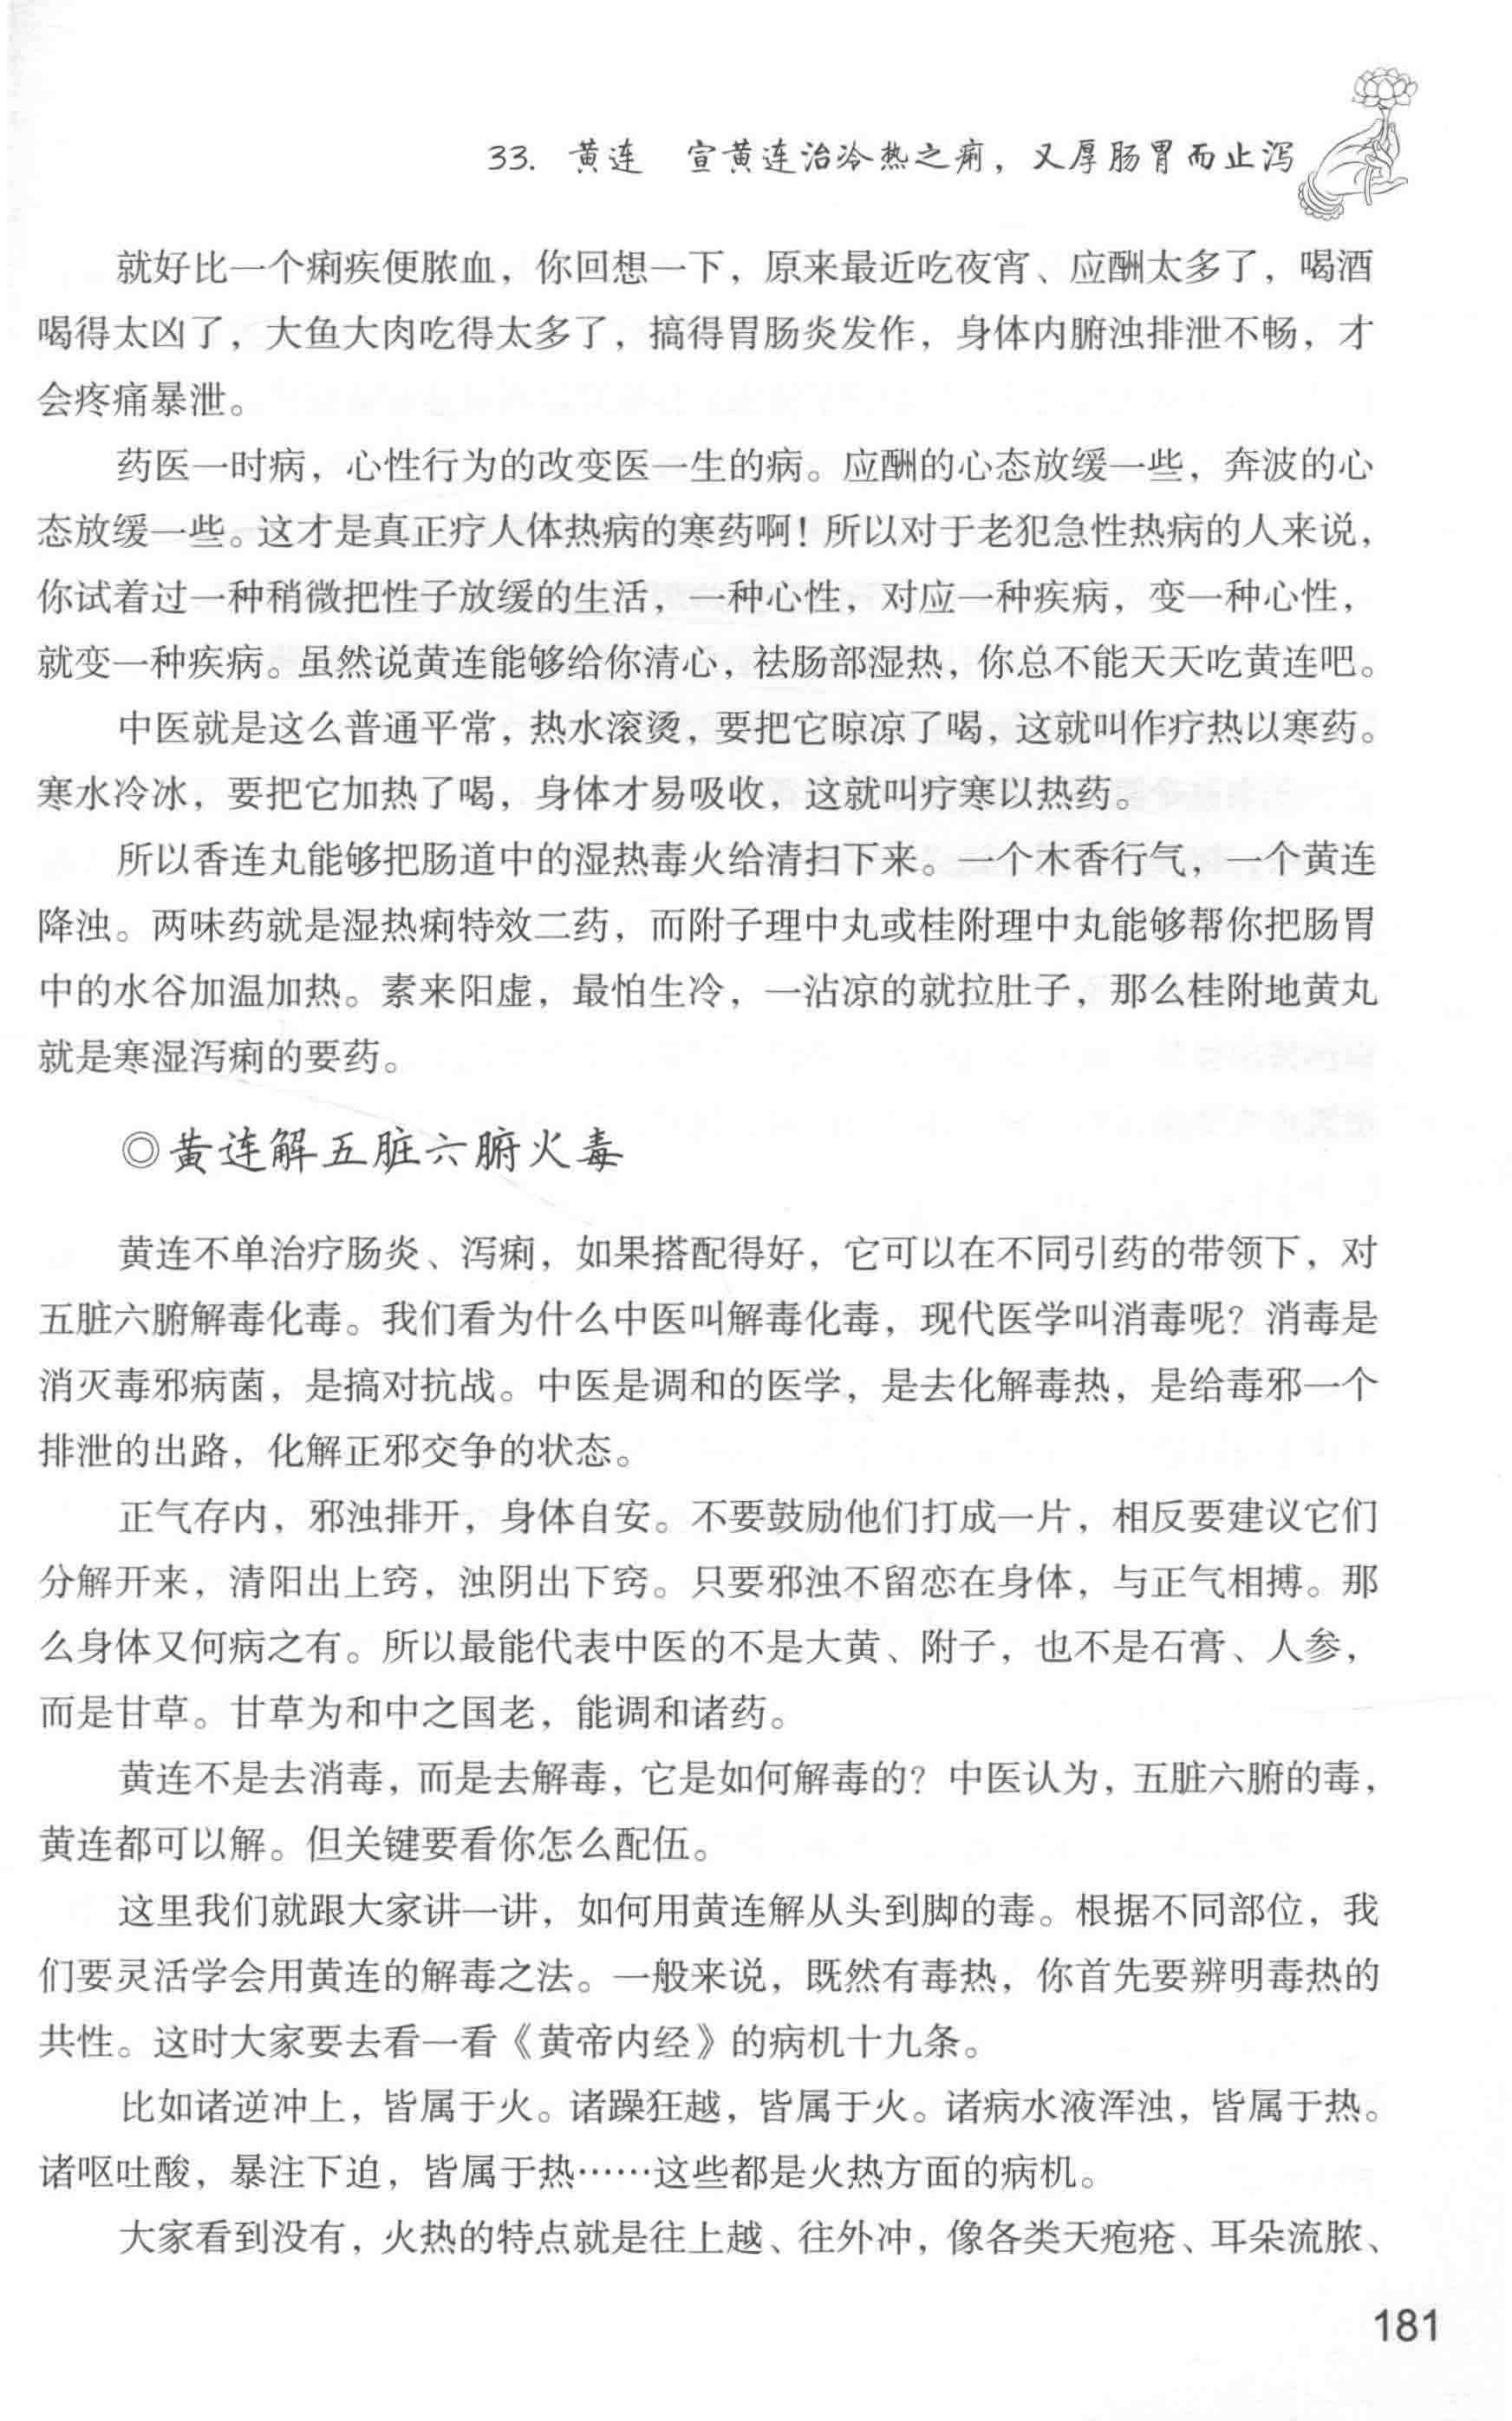 33. 黄连 宣黄连治冷热之痢，又厚肠胃而止泻
就好比一个痢疾便脓血，你回想一下，原来最近吃夜宵、应酬太多了，喝酒
喝得太凶了，大鱼大肉吃得太多了，搞得胃肠炎发作，身体内腑浊排泄不畅，才
会疼痛暴泄。
药医一时病，心性行为的改变医一生的病。应酬的心态放缓一些，奔波的心
态放缓一些。这才是真正疗人体热病的寒药啊！所以对于老犯急性热病的人来说，
你试着过一种稍微把性子放缓的生活，一种心性，对应一种疾病，变一种心性，
就变一种疾病。虽然说黄连能够给你清心，祛肠部湿热，你总不能天天吃黄连吧。
中医就是这么普通平常，热水滚烫，要把它晾凉了喝，这就叫作疗热以寒药。
寒水冷冰，要把它加热了喝，身体才易吸收，这就叫疗寒以热药。
所以香连丸能够把肠道中的湿热毒火给清扫下来。一个木香行气，一个黄连
降浊。两味药就是湿热痢特效二药，而附子理中丸或桂附理中丸能够帮你把肠胃
中的水谷加温加热。素来阳虚，最怕生冷，一沾凉的就拉肚子，那么桂附地黄丸
就是寒湿泻痢的要药。
◎黄连解五脏六腑火毒
黄连不单治疗肠炎、泻痢，如果搭配得好，它可以在不同引药的带领下，对
五脏六腑解毒化毒。我们看为什么中医叫解毒化毒，现代医学叫消毒呢？消毒是
消灭毒邪病菌，是搞对抗战。中医是调和的医学，是去化解毒热，是给毒邪一个
排泄的出路，化解正邪交争的状态。
正气存内，邪浊排开，身体自安。不要鼓励他们打成一片，相反要建议它们
分解开来，清阳出上窍，浊阴出下窍。只要邪浊不留恋在身体，与正气相搏。那
么身体又何病之有。所以最能代表中医的不是大黄、附子，也不是石膏、人参，
而是甘草。甘草为和中之国老，能调和诸药。
黄连不是去消毒，而是去解毒，它是如何解毒的？中医认为，五脏六腑的毒，
黄连都可以解。但关键要看你怎么配伍。
这里我们就跟大家讲一讲，如何用黄连解从头到脚的毒。根据不同部位，我
们要灵活学会用黄连的解毒之法。一般来说，既然有毒热，你首先要辨明毒热的
共性。这时大家要去看一看《黄帝内经》的病机十九条。
比如诸逆冲上，皆属于火。诸躁狂越，皆属于火。诸病水液浑浊，皆属于热。
诸呕吐酸，暴注下迫，皆属于热……这些都是火热方面的病机。
大家看到没有，火热的特点就是往上越、往外冲，像各类天疱疮、耳朵流脓、
181